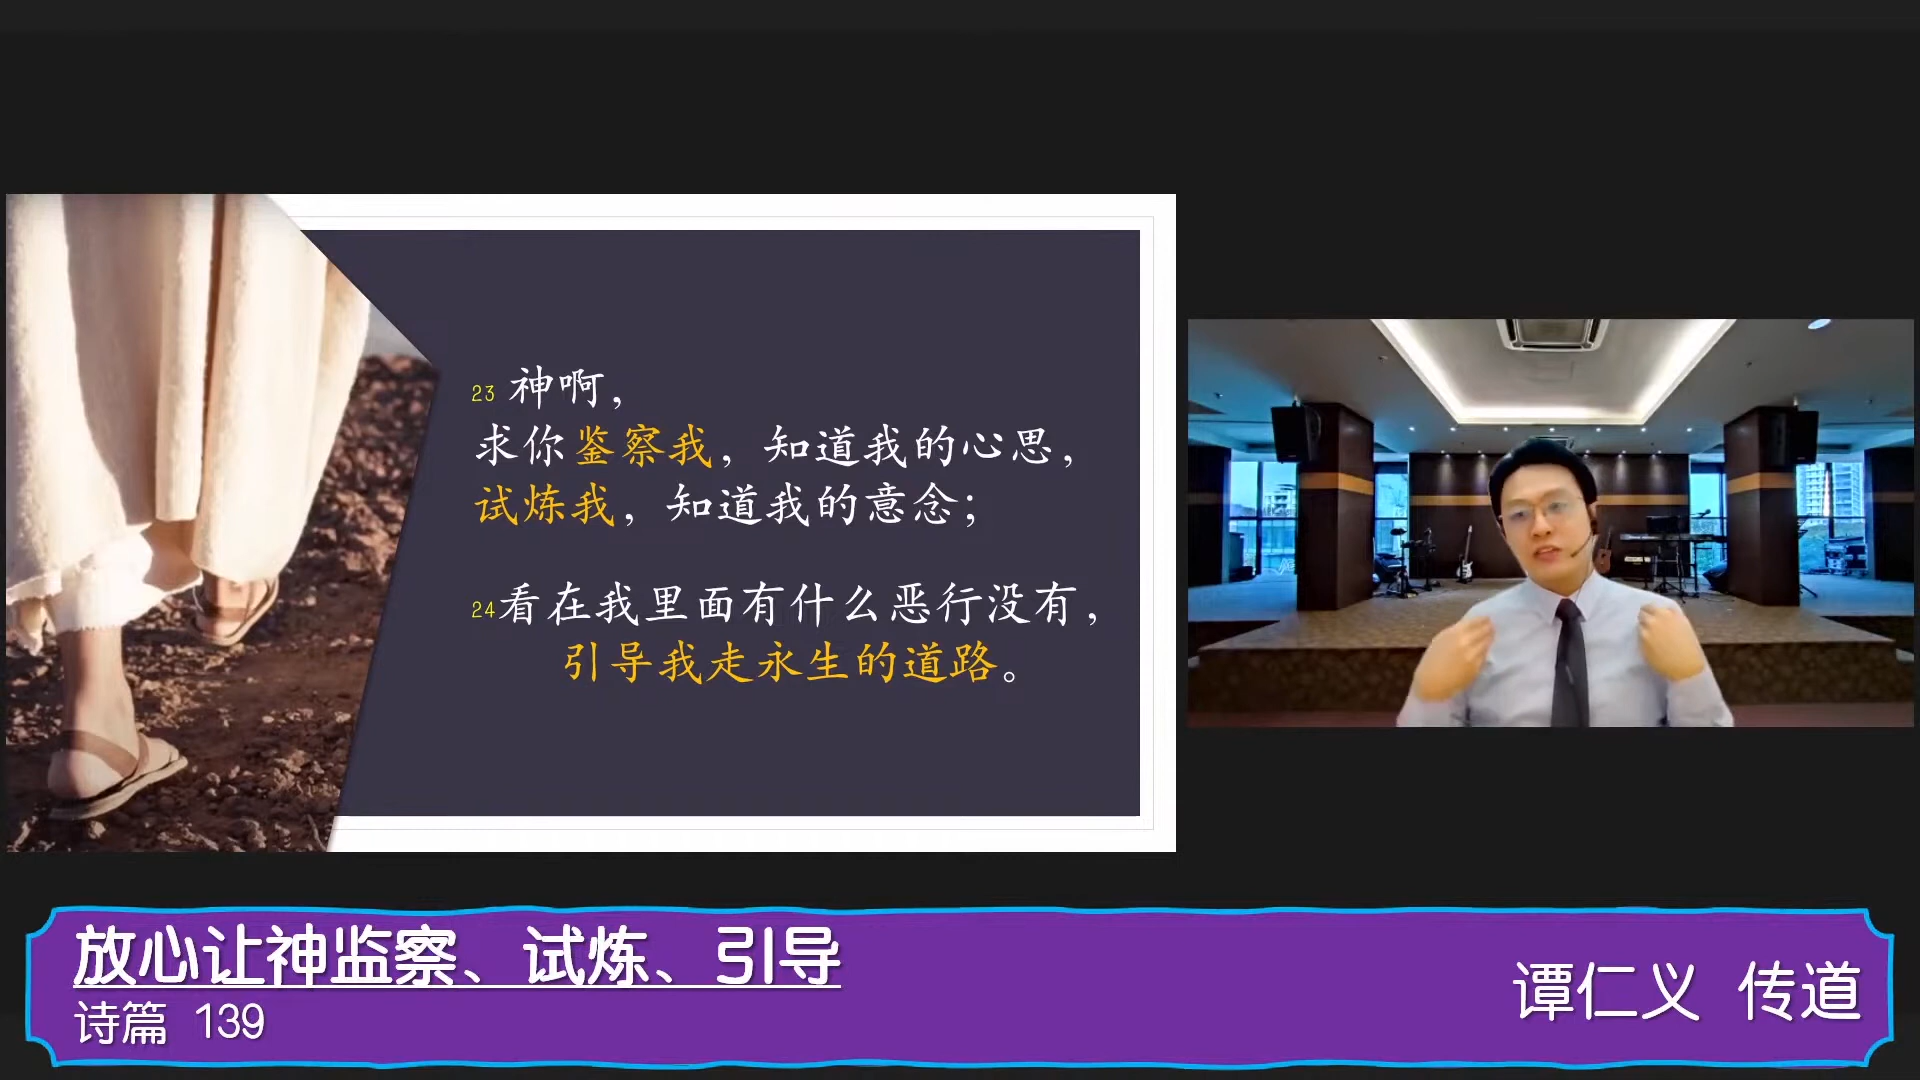 23 神啊，
求你鉴察我，知道我的心思，
试炼我，知道我的意念；
24看在我里面有什么恶行没有，
引导我走永生的道路。
放心让神监察、试炼、引导
诗篇 139
谭仁义 传道